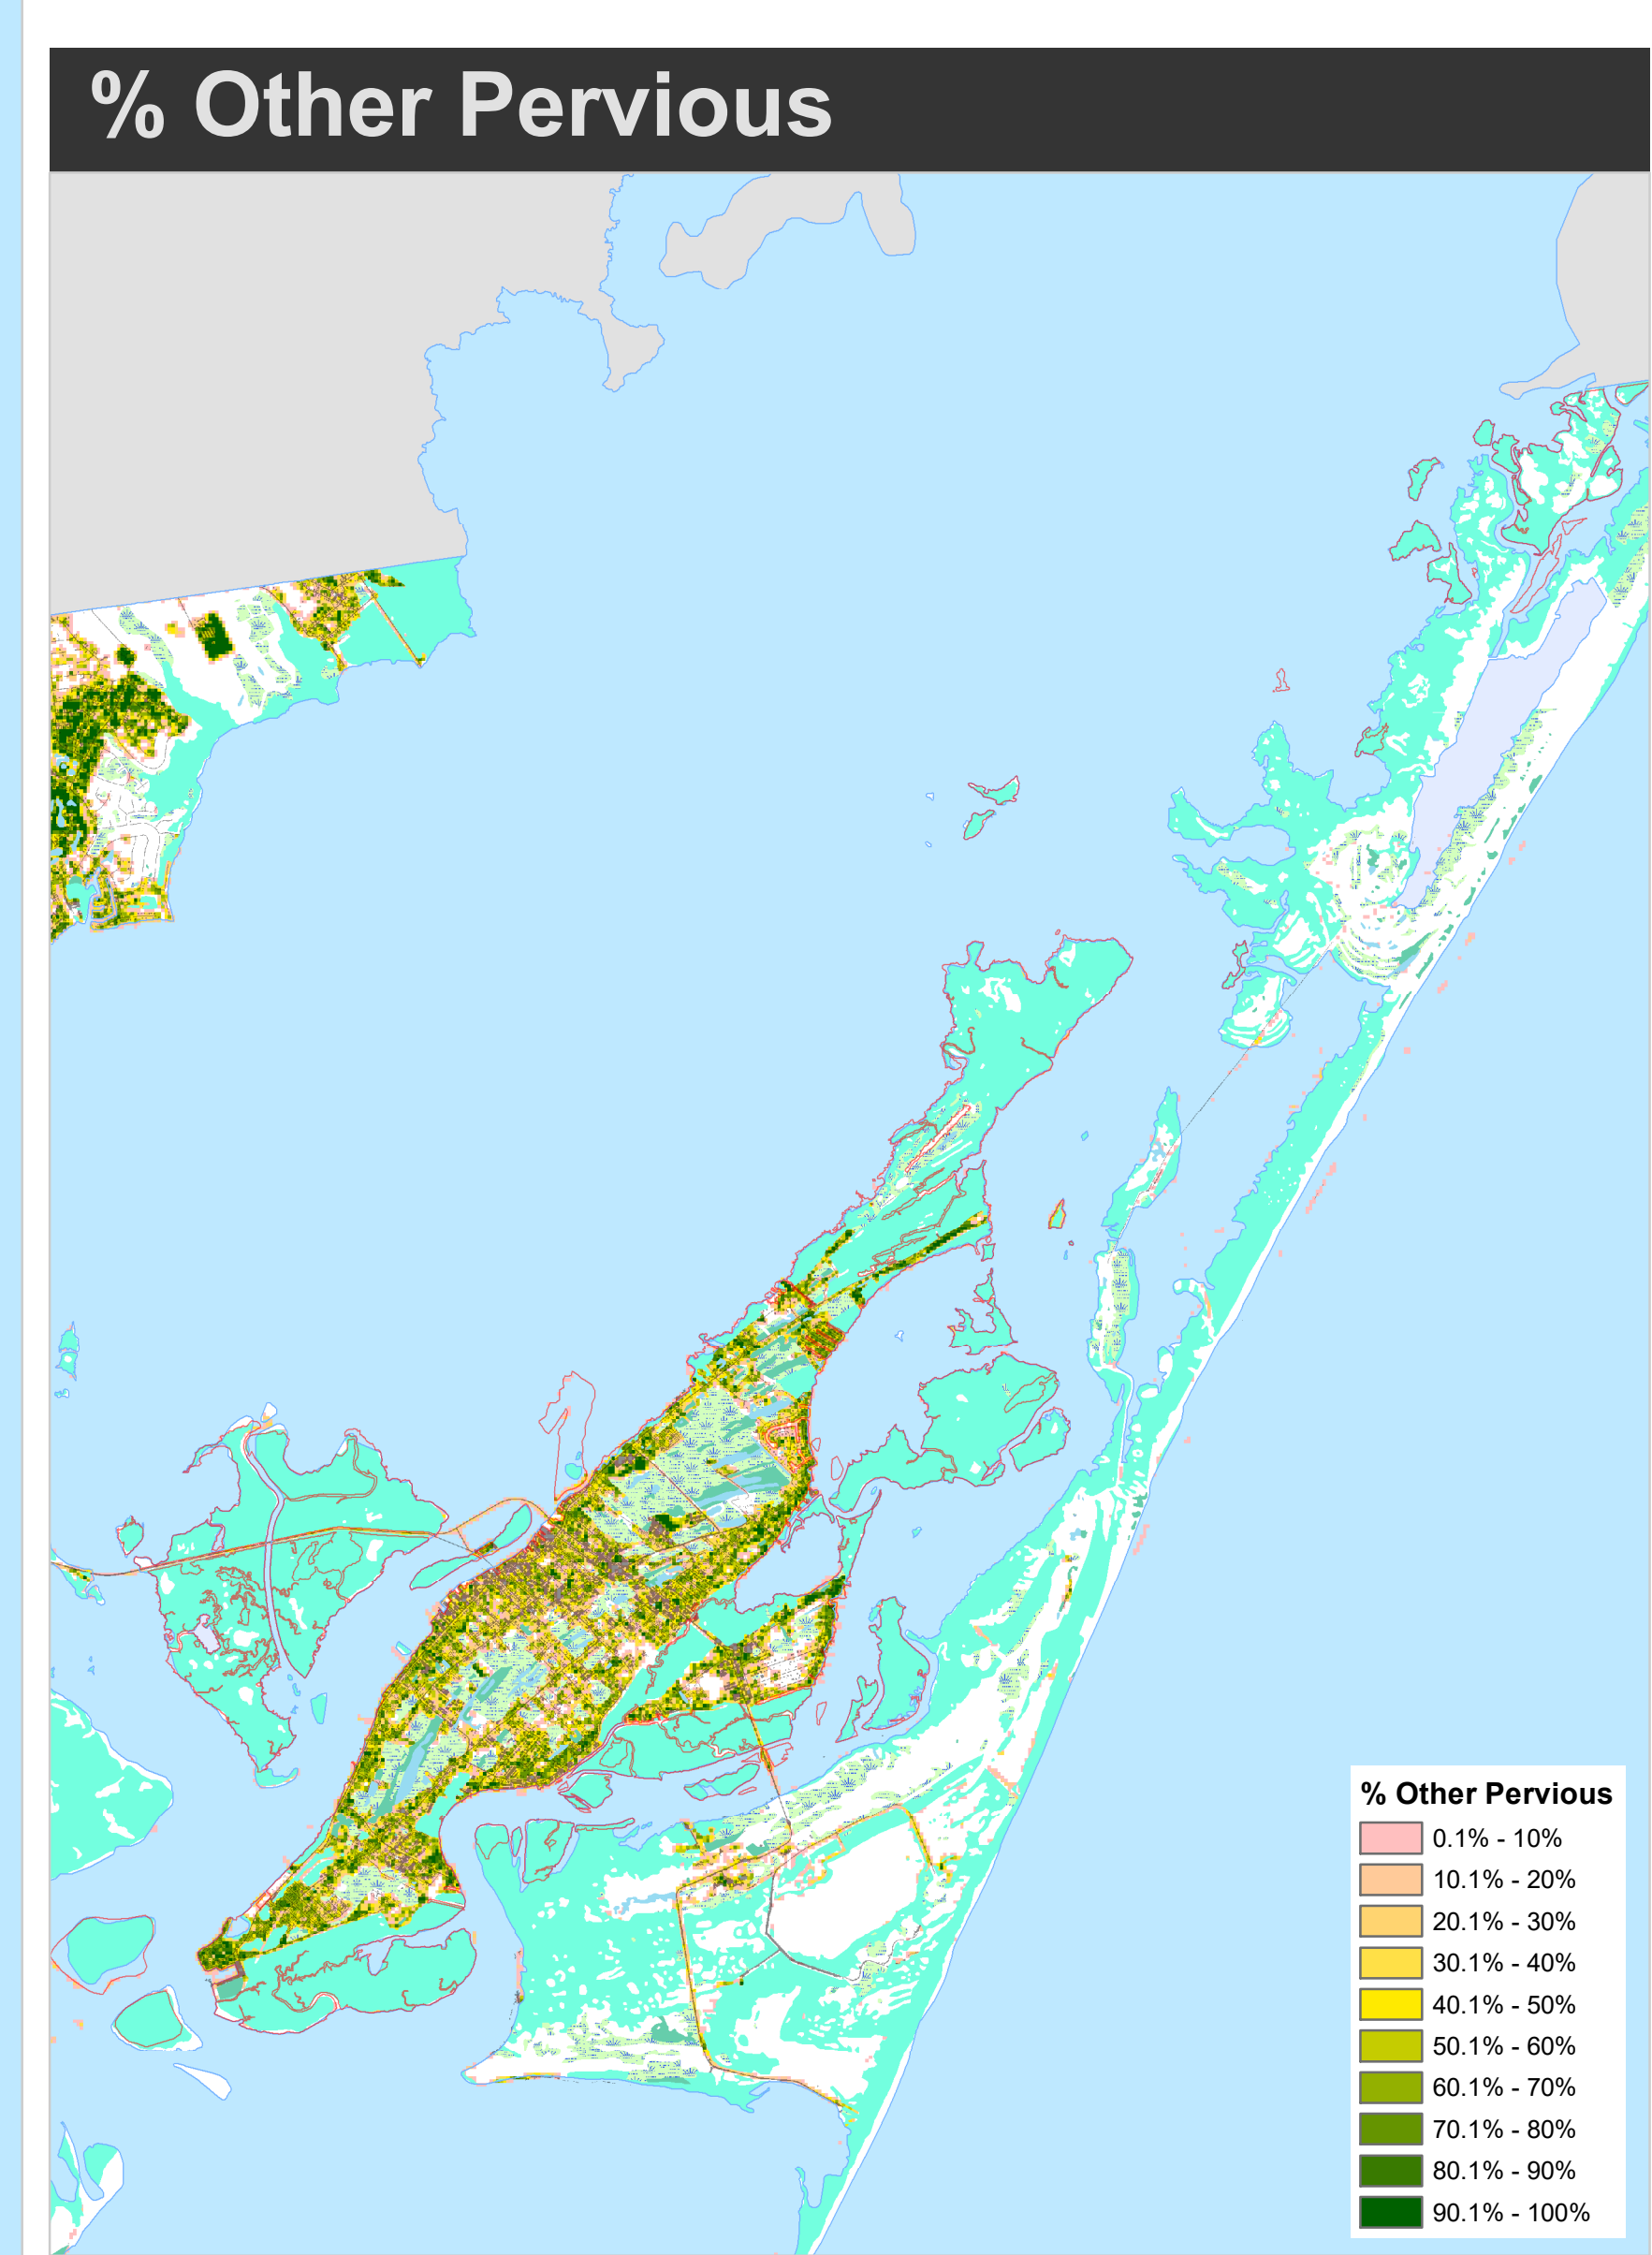 % Other Pervious
% Other Pervious
0.1% - 10%
10.1% - 20%
20.1% - 30%
30.1% - 40%
40.1% - 50%
50.1% - 60%
60.1% - 70%
70.1% - 80%
80.1% - 90%
90.1% - 100%